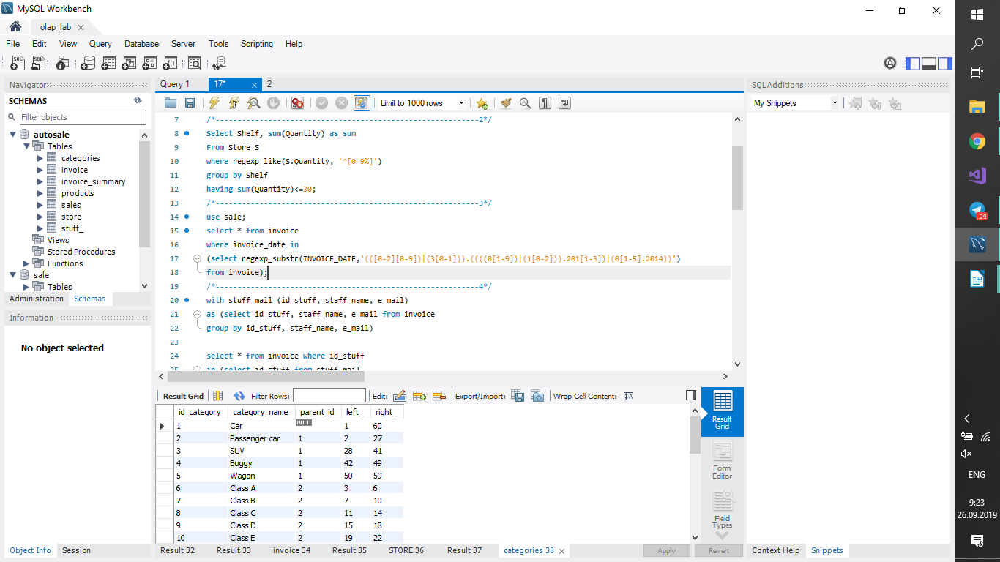 MySQL Workbench
olap_lab
File Edit View Query Database Server Tools Scripting Help
Navigator
SCHEMAS
Filter objects
autosale
Tables
categories
invoice
invoice_summary
products
sales
store
stuff_
Views
Stored Procedures
Functions
sale
Tables
Administration Schemas
Information
No object selected
Object Info Session
Query 1 17* 2
Limit to 1000 rows
7 /*------------------------------------------------------------2*/
8 Select Shelf, sum(Quantity) as sum
9 From Store S
10 where regexp_like(S.Quantity, '^[0-9%]')
11 group by Shelf
12 having sum(Quantity)<=30;
13 /*------------------------------------------------------------3*/
14 use sale;
15 select * from invoice
16 where invoice_date in
17 (select regexp_substr(INVOICE_DATE,'(([0-2][0-9])|(3[0-1])).((((0[1-9])|(1[0-2])).201[1-3])|(0[1-5].2014))')
18 from invoice);
19 /*------------------------------------------------------------4*/
20 with stuff_mail (id_stuff, staff_name, e_mail)
21 as (select id_stuff, staff_name, e_mail from invoice
22 group by id_stuff, staff_name, e_mail)
23
24 select * from invoice where id_stuff
25 in (select id_stuff from stuff_mail
Result Grid Filter Rows: Edit: Export/Import: Wrap Cell Content:
id_category category_name parent_id left_ right_
1 Car NULL 1 60
2 Passenger car 1 2 27
3 SUV 1 28 41
4 Buggy 1 42 49
5 Wagon 1 50 59
6 Class A 2 3 6
7 Class B 2 7 10
8 Class C 2 11 14
9 Class D 2 15 18
10 Class E 2 19 22
Result Grid
Form Editor
Field Types
Result 32 Result 33 invoice 34 Result 35 STORE 36 Result 37 categories 38
Apply Revert
SQLAdditions
My Snippets
Context Help Snippets
29
ENG
9:23
26.09.2019